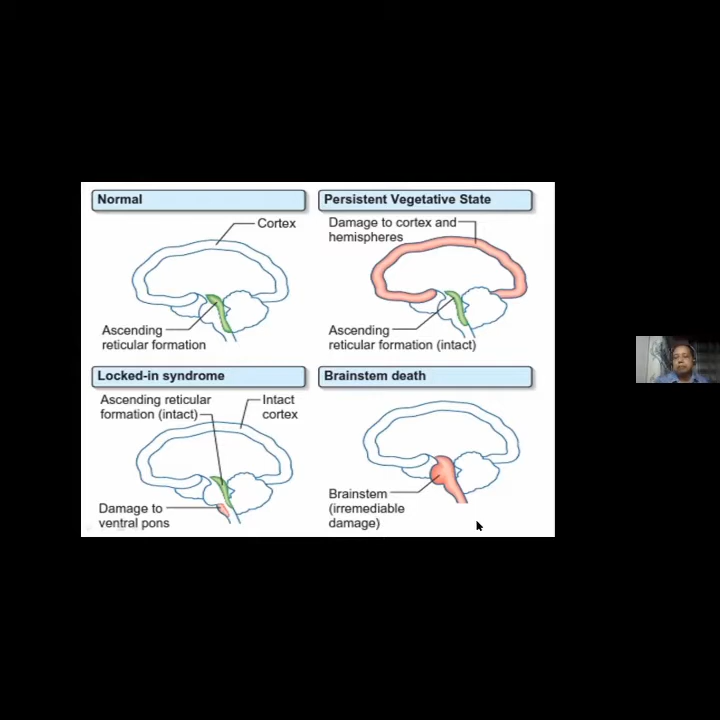 Normal
Cortex
Ascending
reticular formation
Persistent Vegetative State
Damage to cortex and
hemispheres
Ascending
reticular formation (intact)
Locked-in syndrome
Ascending reticular
formation (intact)
Intact
cortex
Damage to
ventral pons
Brainstem death
Brainstem
(irremediable
damage)